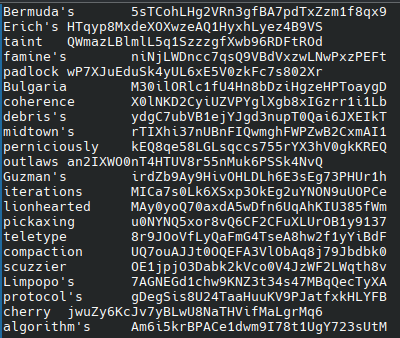 Bermuda's 5sTCohLHg2VRn3gfBA7pdTxZzm1f8qx9
Erich's HTqyp8MxdeXOXwzeAQ1HyxhLyez4B9VS
taint QWmazLBlmlL5q1SzzzgfXwb96RDFtROd
famine's niNjLWDncc7qsQ9VBdVxzwLNwPxzPEFt
padlock wP7XJuEduSk4yUL6xE5V0zkFc7s802Xr
Bulgaria M30ilORlc1fU4Hn8bDziHgzeHPToaygD
coherence X0lNKD2CyiUZVPYglXgb8xIGzrr1i1Lb
debris's ydgC7ubVB1ejYJgd3nupT0Qai6JXEIkT
midtown's rTIXhi37nUBnFIQwmghFWPZwB2CxmAI1
perniciously kEQ8qe58LGLsqccs755rYX3hV0gkKREQ
outlaws an2IXWO0nT4HTUV8r55nMuk6PSSk4NvQ
Guzman's irdZb9Ay9HivOHLDLh6E3sEg73PHUr1h
iterations MICa7s0Lk6XSxp3OkEg2uYNON9uUOPCe
lionhearted MAy0yoQ70axdA5wDfn6UqAhKIU385fWm
pickaxing u0NYNQ5xor8vQ6CF2CFuXLUrOB1y9137
teletype 8r9JOoVfLyQaFmG4TseA8hw2f1yYiBdF
compaction UQ7ouAJJt0OQEFA3VlObAq8j79Jbdbk0
scuzzier OE1jpjO3Dabk2kVco0V4JzWF2LWqth8v
Limpopo's 7AGNEGd1chw9KNZ3t34s47MBqQecTyXA
protocol's gDegSis8U24TaaHuuKV9PJatfxkHLYFB
cherry jwuZy6KcJv7yBLwU8NaTHVifMaLgrMq6
algorithm's Am6i5krBPACe1dwm9I78t1UgY723sUtM